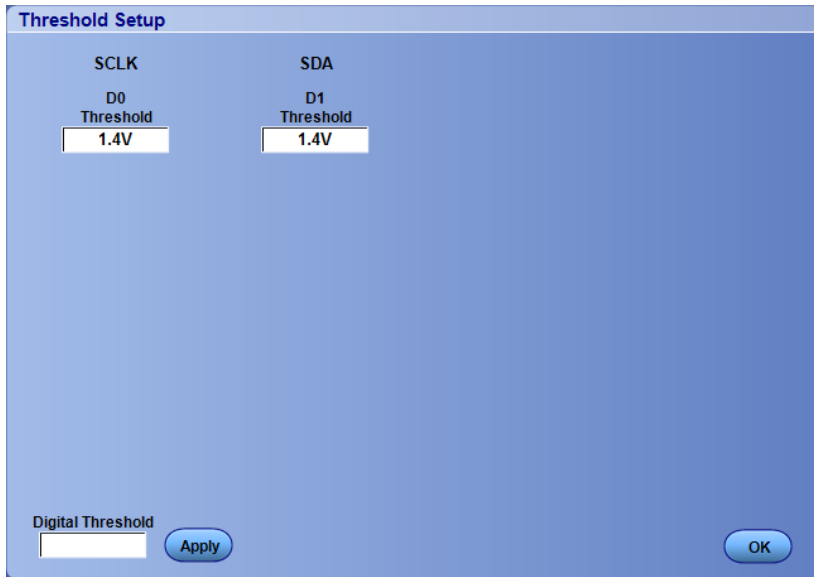 Threshold Setup
SCLK SDA
D0 D1
Threshold Threshold
1.4V 1.4V
Digital Threshold
Apply OK